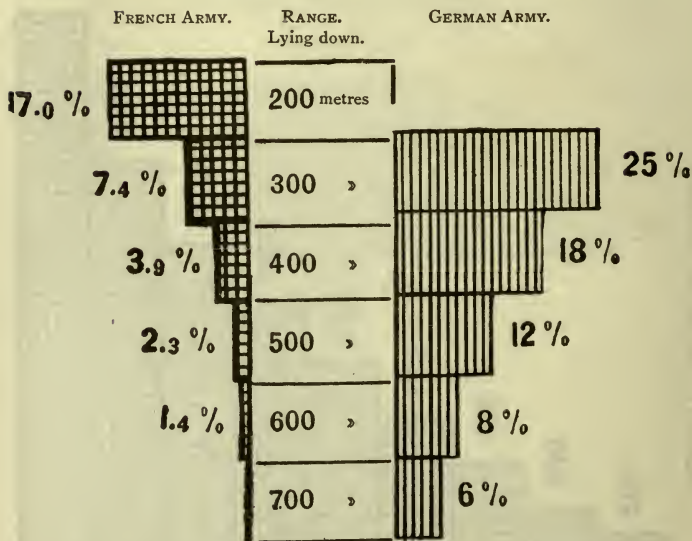 FRENCH ARMY. RANGE. GERMAN ARMY.
Lying down.
17.0 % 200 metres
7.4 % 300 » 25 %
3.9 % 400 » 18 %
2.3 % 500 » 12 %
1.4 % 600 » 8 %
700 » 6 %